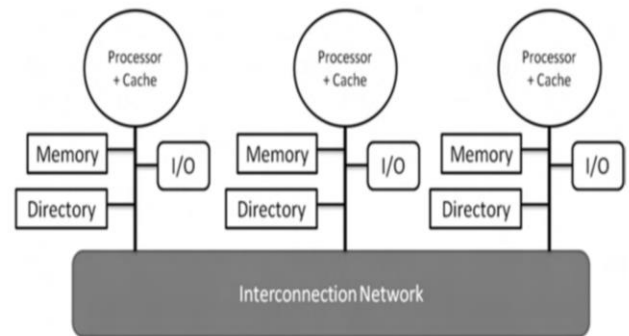 Processor
+ Cache
Processor
+ Cache
Processor
+ Cache
Memory
I/O
Memory
I/O
Memory
I/O
Directory
Directory
Directory
Interconnection Network